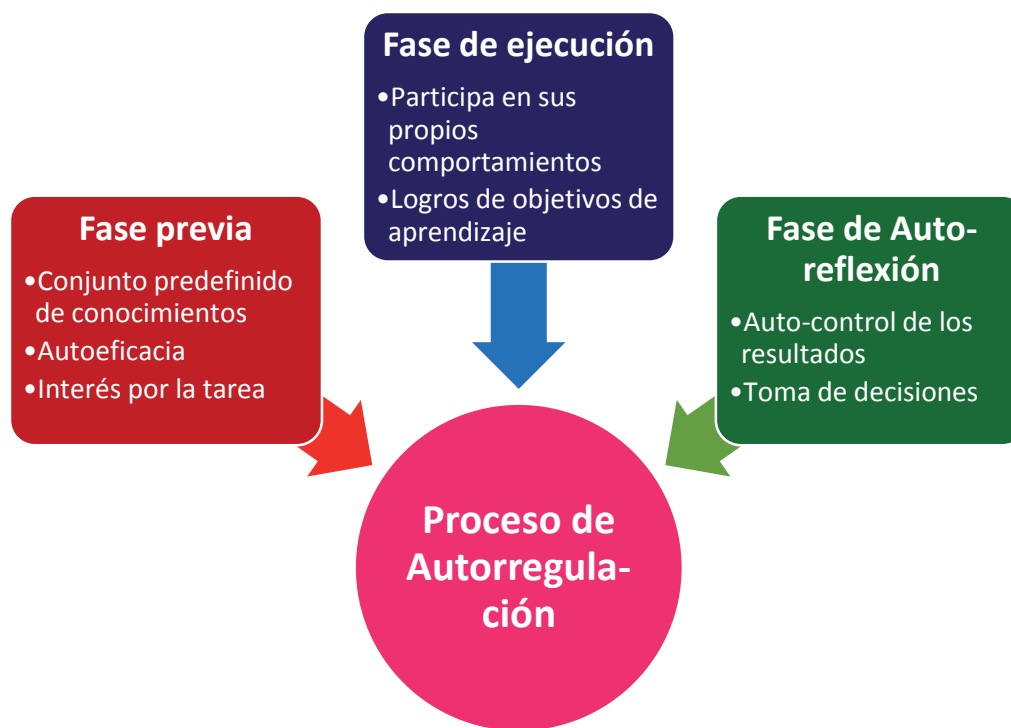 Fase previa
•Conjunto predefinido
de conocimientos
•Autoeficacia
•Interés por la tarea
Fase de ejecución
•Participa en sus
propios
comportamientos
•Logros de objetivos de
aprendizaje
Fase de Auto-
reflexión
•Auto-control de los
resultados
•Toma de decisiones
Proceso de
Autorregula-
ción